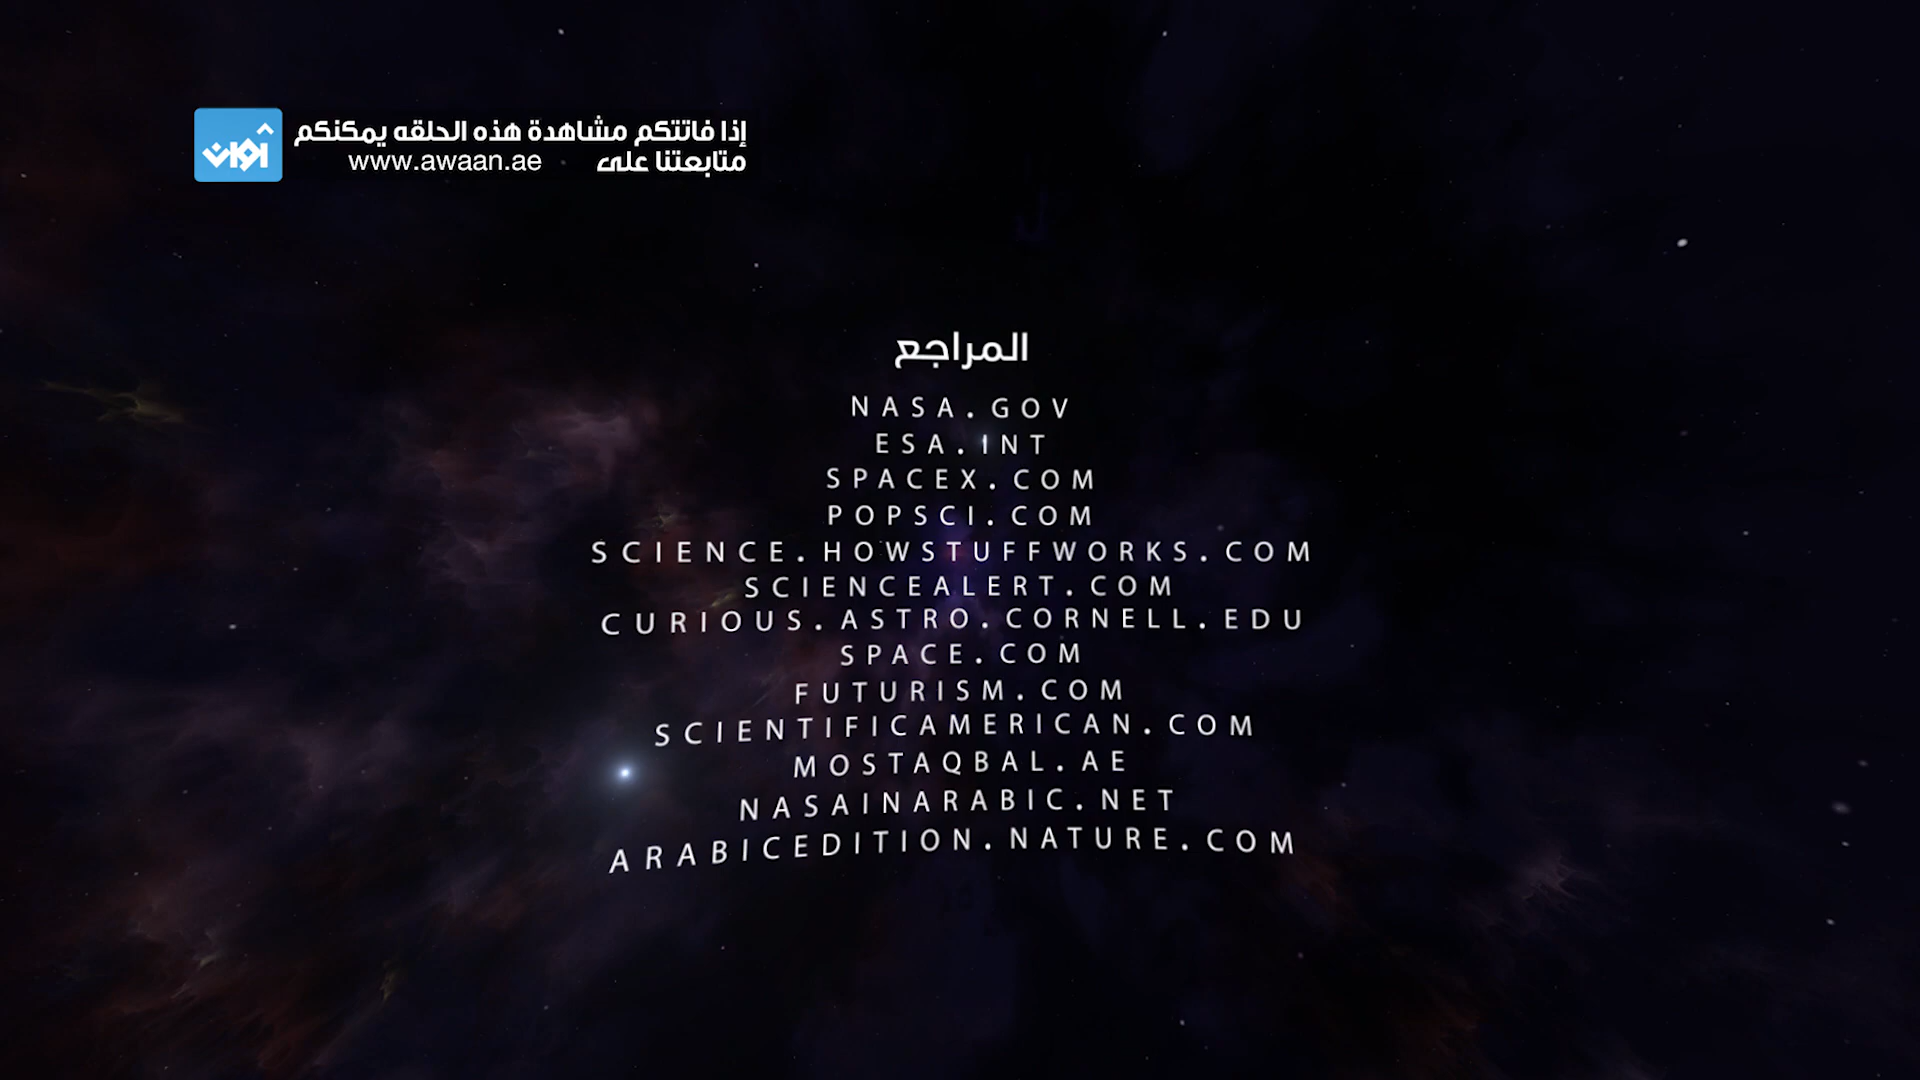 أوان
إذا فاتتكم مشاهدة هذه الحلقه يمكنكم
متابعتنا على www.awaan.ae
المراجع
NASA.GOV
ESA.INT
SPACEX.COM
POPSCI.COM
SCIENCE.HOWSTUFFWORKS.COM
SCIENCEALERT.COM
CURIOUS.ASTRO.CORNELL.EDU
SPACE.COM
FUTURISM.COM
SCIENTIFICAMERICAN.COM
MOSTAQBAL.AE
NASAINARABIC.NET
ARABICEDITION.NATURE.COM